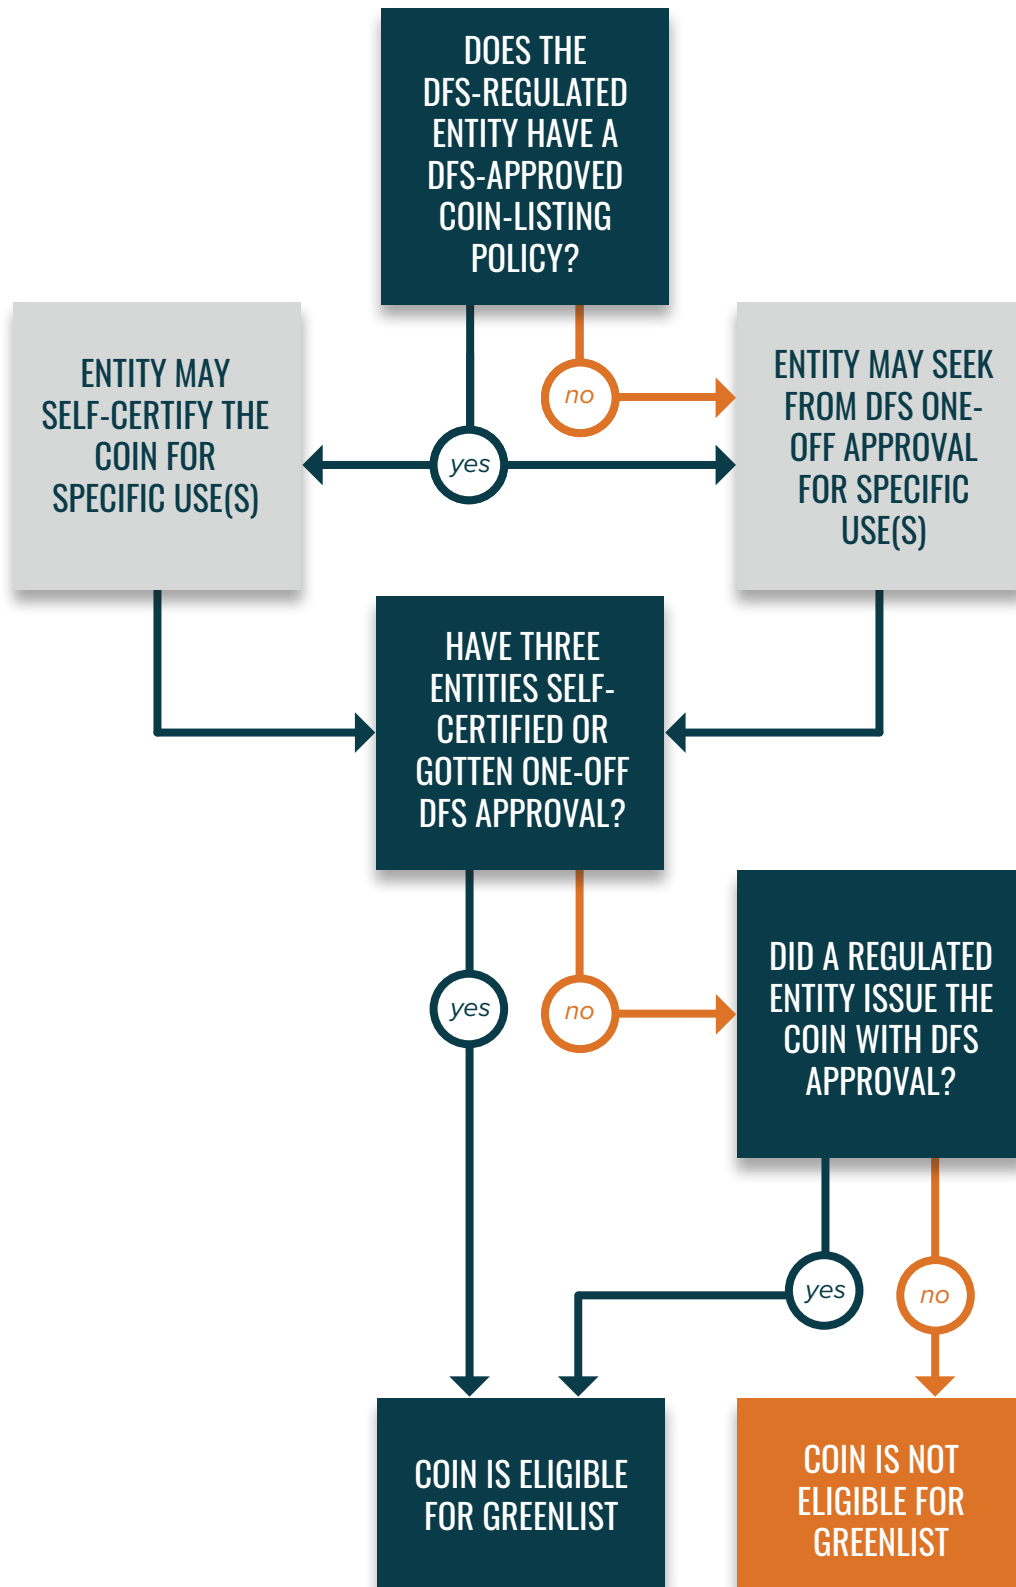 DOES THE
DFS-REGULATED
ENTITY HAVE A
DFS-APPROVED
COIN-LISTING
POLICY?
no
yes
ENTITY MAY
SELF-CERTIFY THE
COIN FOR
SPECIFIC USE(S)
ENTITY MAY SEEK
FROM DFS ONE-
OFF APPROVAL
FOR SPECIFIC
USE(S)
HAVE THREE
ENTITIES SELF-
CERTIFIED OR
GOTTEN ONE-OFF
DFS APPROVAL?
yes
no
DID A REGULATED
ENTITY ISSUE THE
COIN WITH DFS
APPROVAL?
yes
no
COIN IS ELIGIBLE
FOR GREENLIST
COIN IS NOT
ELIGIBLE FOR
GREENLIST